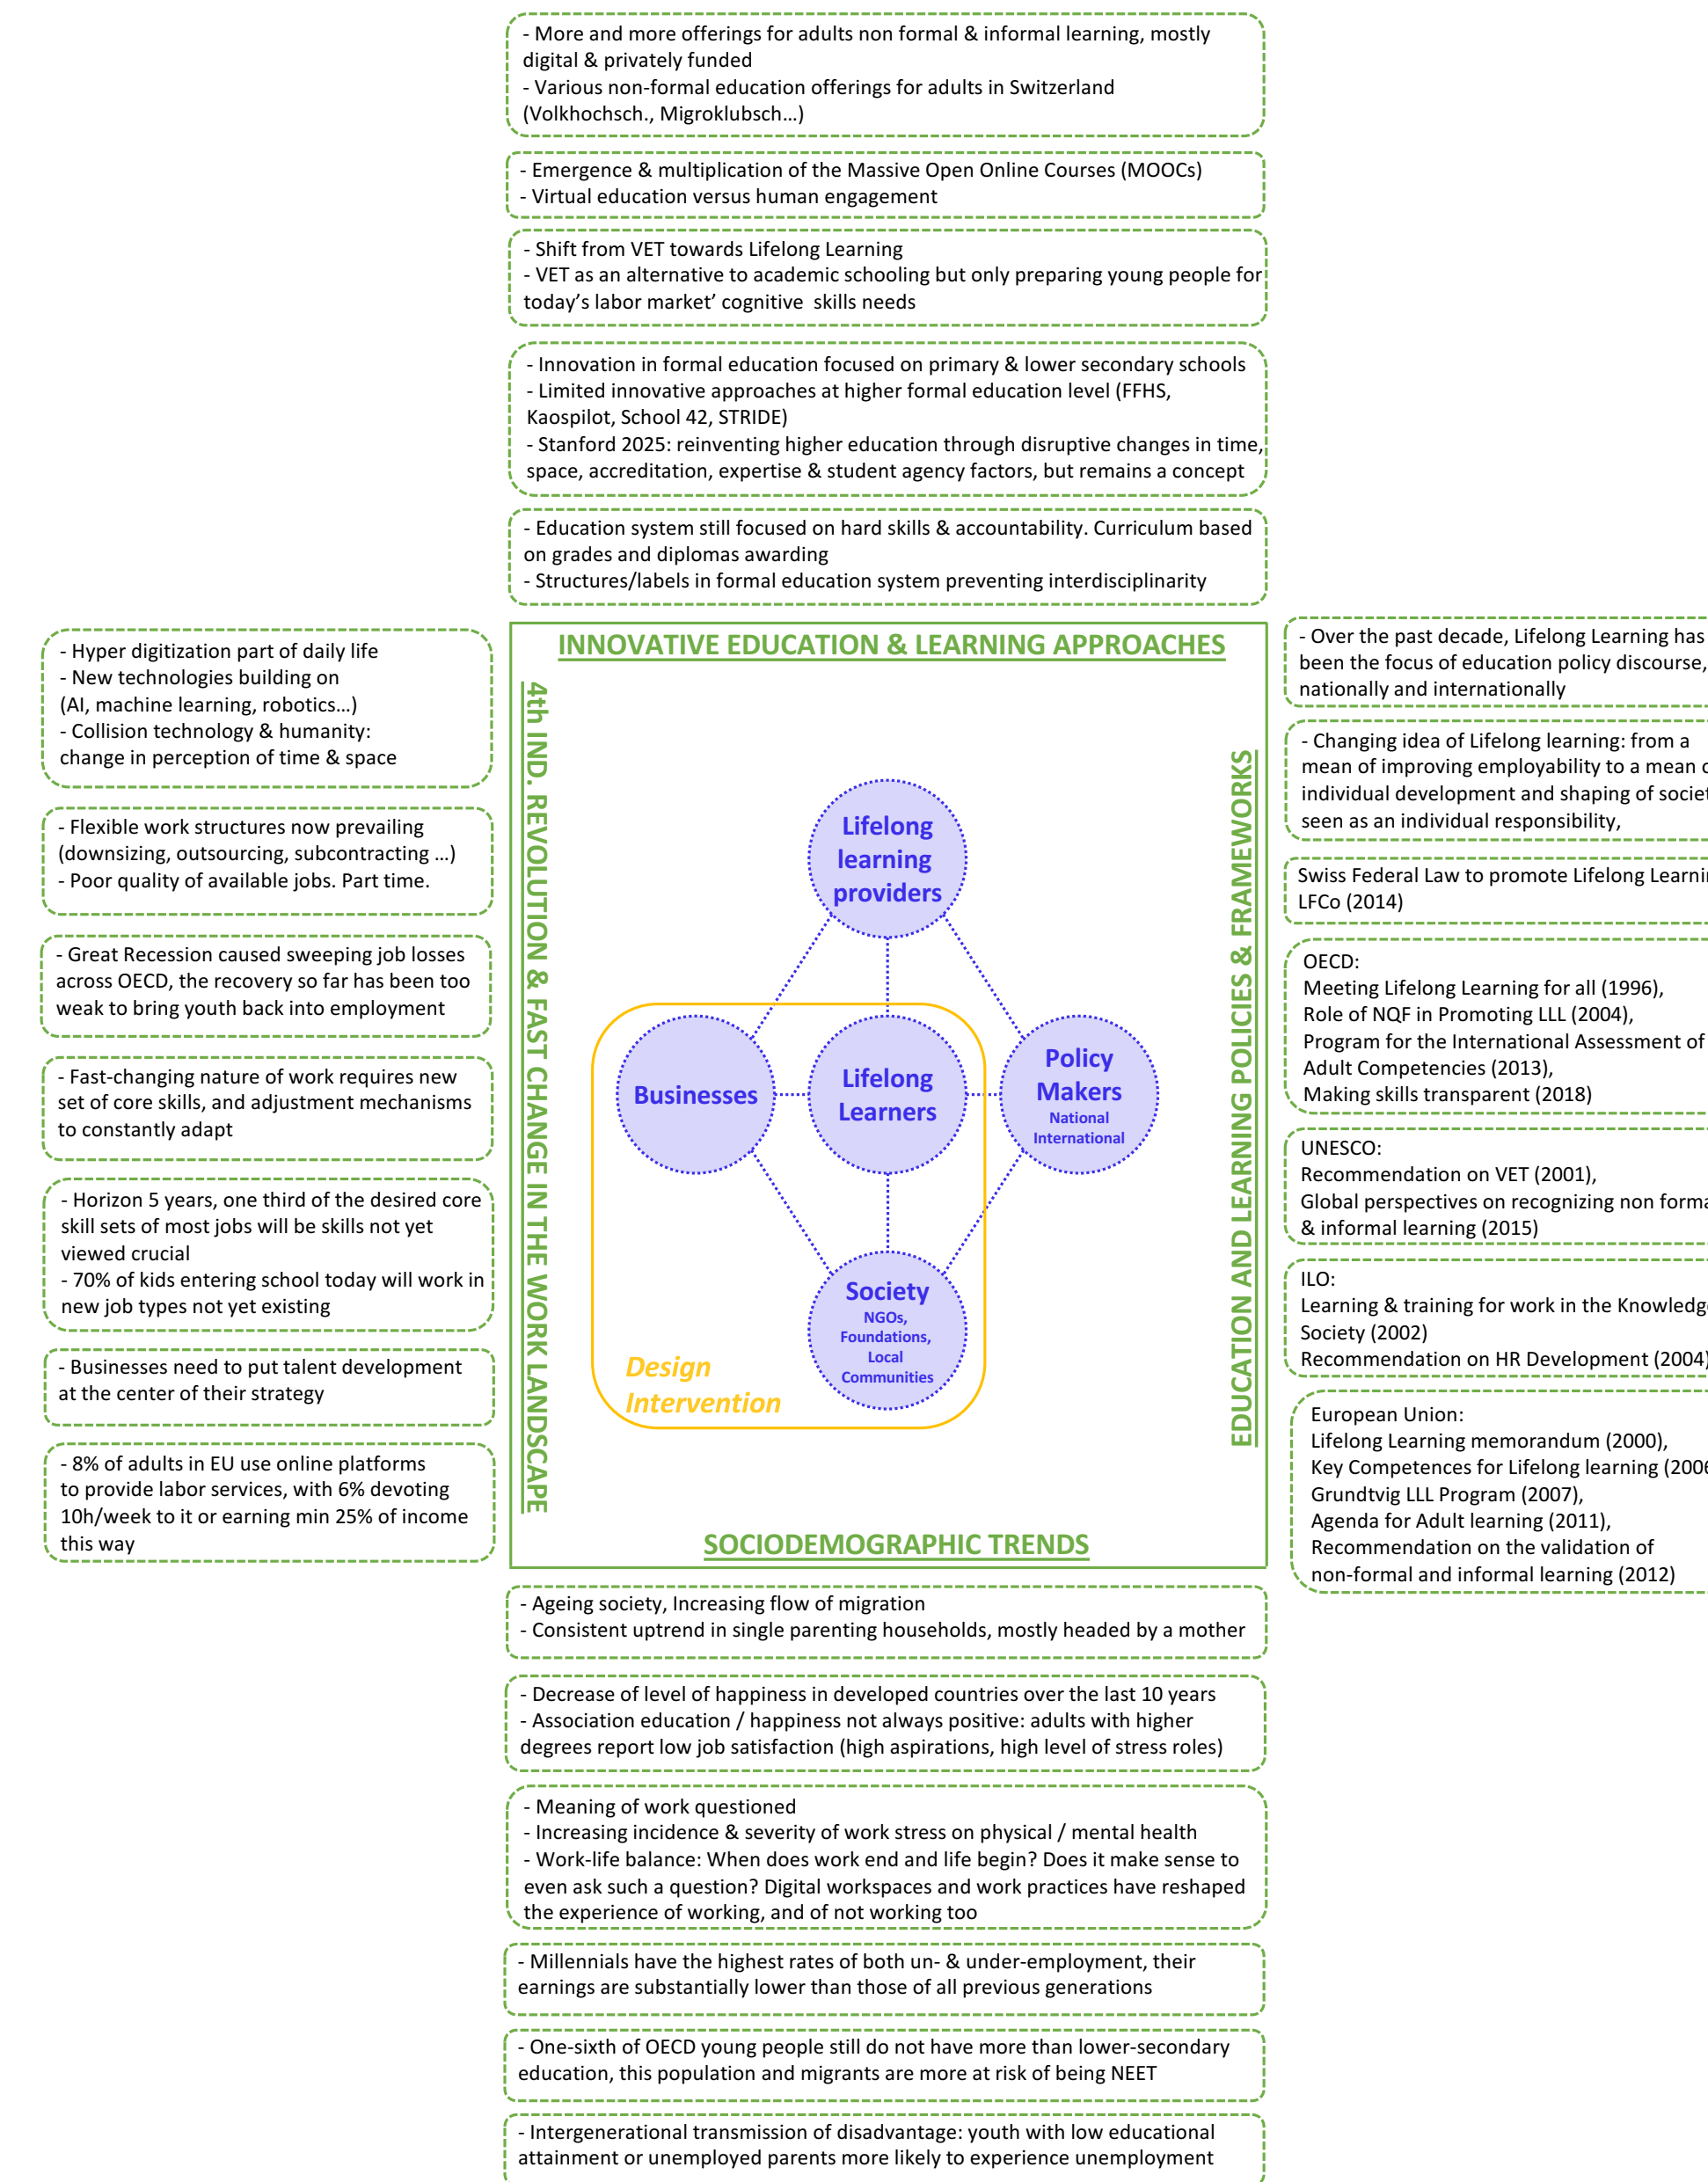 - More and more offerings for adults non formal & informal learning, mostly
digital & privately funded
- Various non-formal education offerings for adults in Switzerland
(Volkhochsch., Migroklubsch…)
- Emergence & multiplication of the Massive Open Online Courses (MOOCs)
- Virtual education versus human engagement
- Shift from VET towards Lifelong Learning
- VET as an alternative to academic schooling but only preparing young people for
today’s labor market’ cognitive skills needs
- Innovation in formal education focused on primary & lower secondary schools
- Limited innovative approaches at higher formal education level (FFHS,
Kaospilot, School 42, STRIDE)
- Stanford 2025: reinventing higher education through disruptive changes in time,
space, accreditation, expertise & student agency factors, but remains a concept
- Education system still focused on hard skills & accountability. Curriculum based
on grades and diplomas awarding
- Structures/labels in formal education system preventing interdisciplinarity
- Hyper digitization part of daily life
- New technologies building on
(AI, machine learning, robotics…)
- Collision technology & humanity:
change in perception of time & space
- Flexible work structures now prevailing
(downsizing, outsourcing, subcontracting …)
- Poor quality of available jobs. Part time.
- Great Recession caused sweeping job losses
across OECD, the recovery so far has been too
weak to bring youth back into employment
- Fast-changing nature of work requires new
set of core skills, and adjustment mechanisms
to constantly adapt
- Horizon 5 years, one third of the desired core
skill sets of most jobs will be skills not yet
viewed crucial
- 70% of kids entering school today will work in
new job types not yet existing
- Businesses need to put talent development
at the center of their strategy
- 8% of adults in EU use online platforms
to provide labor services, with 6% devoting
10h/week to it or earning min 25% of income
this way
INNOVATIVE EDUCATION & LEARNING APPROACHES
4th IND. REVOLUTION & FAST CHANGE IN THE WORK LANDSCAPE
Lifelong
learning
providers
Businesses
Lifelong
Learners
Policy
Makers
National
International
Society
NGOs,
Foundations,
Local
Communities
Design
Intervention
EDUCATION AND LEARNING POLICIES & FRAMEWORKS
SOCIODEMOGRAPHIC TRENDS
- Over the past decade, Lifelong Learning has
been the focus of education policy discourse,
nationally and internationally
- Changing idea of Lifelong learning: from a
mean of improving employability to a mean
individual development and shaping of
seen as an individual responsibility,
Swiss Federal Law to promote Lifelong
LFCo (2014)
OECD:
Meeting Lifelong Learning for all (1996),
Role of NQF in Promoting LLL (2004),
Program for the International Assessment of
Adult Competencies (2013),
Making skills transparent (2018)
UNESCO:
Recommendation on VET (2001),
Global perspectives on recognizing non
& informal learning (2015)
ILO:
Learning & training for work in the
Society (2002)
Recommendation on HR Development (2004)
European Union:
Lifelong Learning memorandum (2000),
Key Competences for Lifelong learning
Grundtvig LLL Program (2007),
Agenda for Adult learning (2011),
Recommendation on the validation of
non-formal and informal learning (2012)
- Ageing society, Increasing flow of migration
- Consistent uptrend in single parenting households, mostly headed by a mother
- Decrease of level of happiness in developed countries over the last 10 years
- Association education / happiness not always positive: adults with higher
degrees report low job satisfaction (high aspirations, high level of stress roles)
- Meaning of work questioned
- Increasing incidence & severity of work stress on physical / mental health
- Work-life balance: When does work end and life begin? Does it make sense to
even ask such a question? Digital workspaces and work practices have reshaped
the experience of working, and of not working too
- Millennials have the highest rates of both un- & under-employment, their
earnings are substantially lower than those of all previous generations
- One-sixth of OECD young people still do not have more than lower-secondary
education, this population and migrants are more at risk of being NEET
- Intergenerational transmission of disadvantage: youth with low educational
attainment or unemployed parents more likely to experience unemployment